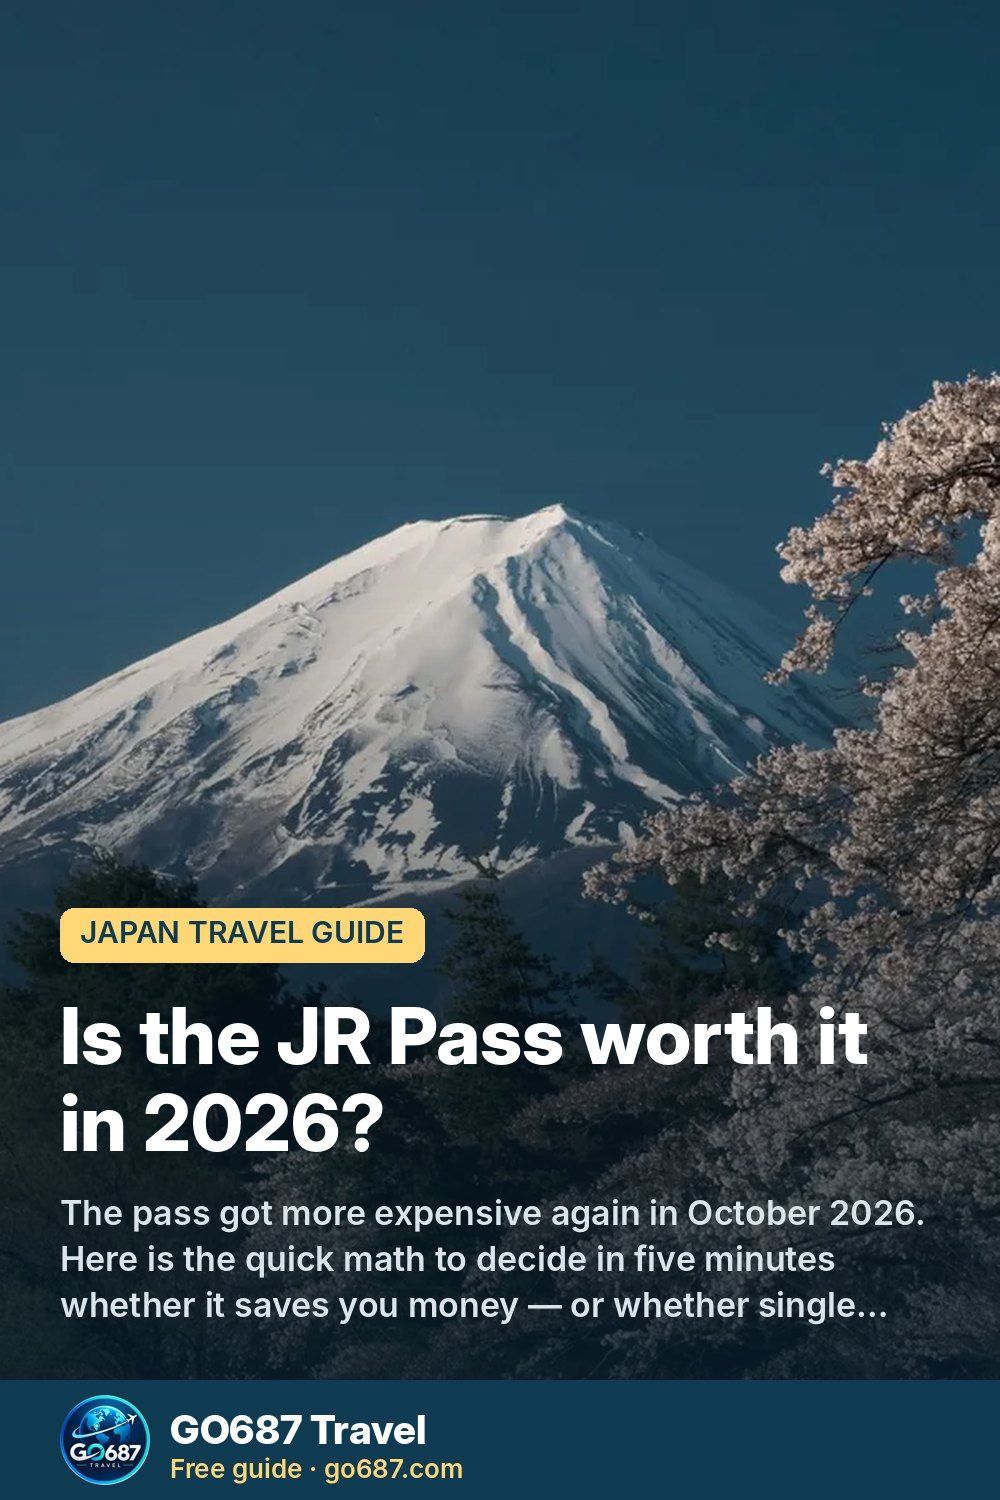 JAPAN TRAVEL GUIDE
Is the JR Pass worth it
in 2026?
The pass got more expensive again in October 2026.
Here is the quick math to decide in five minutes
whether it saves you money — or whether single…
GO687
TRAVEL
GO687 Travel
Free guide · go687.com